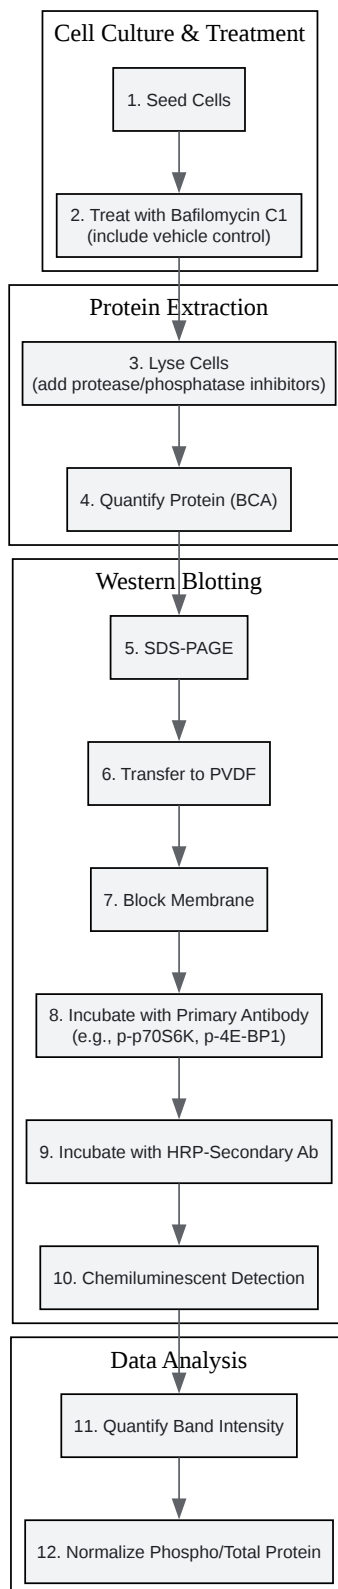 Cell Culture & Treatment
1. Seed Cells
2. Treat with Bafilomycin C1
(include vehicle control)
Protein Extraction
3. Lyse Cells
(add protease/phosphatase inhibitors)
4. Quantify Protein (BCA)
Western Blotting
5. SDS-PAGE
6. Transfer to PVDF
7. Block Membrane
8. Incubate with Primary Antibody
(e.g., p-p70S6K, p-4E-BP1)
9. Incubate with HRP-Secondary Ab
10. Chemiluminescent Detection
Data Analysis
11. Quantify Band Intensity
12. Normalize Phospho/Total Protein